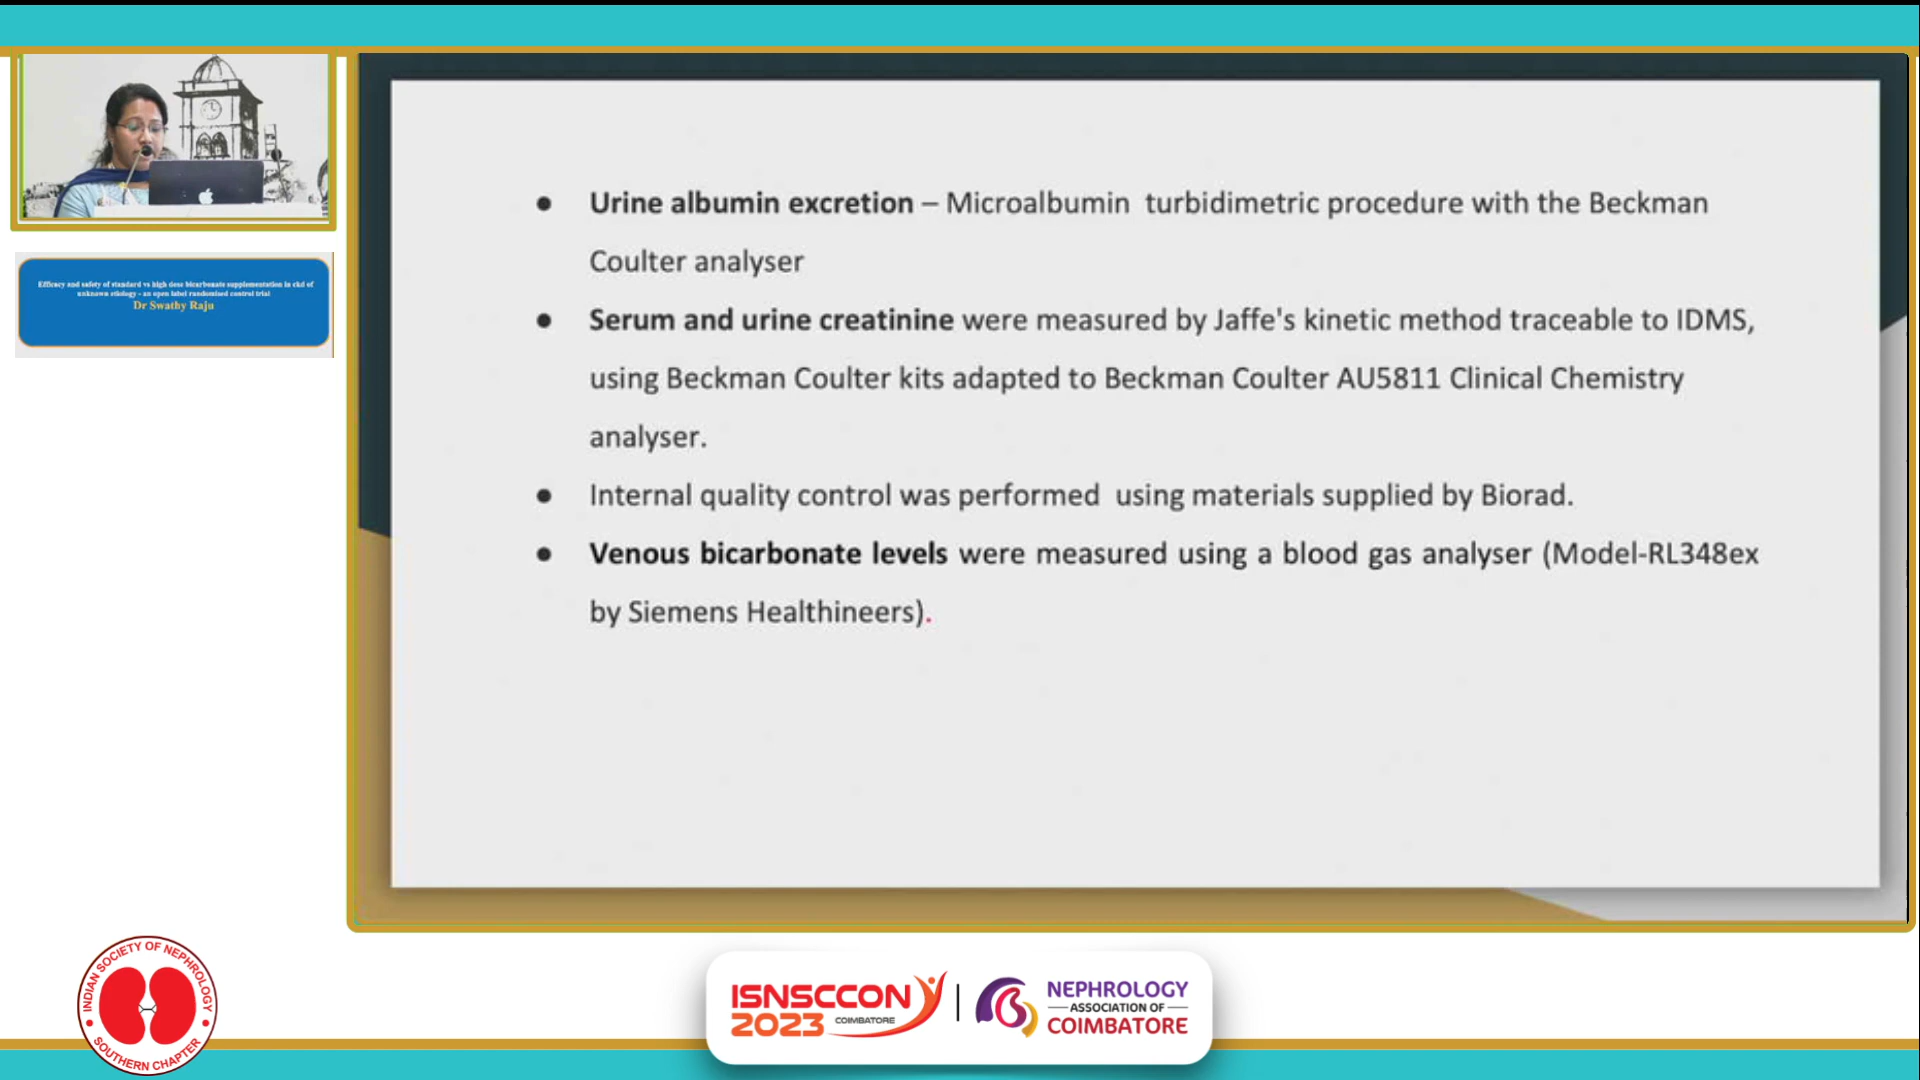 Efficacy and safety of standard vs high dose bicarbonate supplementation in ckd of
unknown etiology - an open label randomised control trial
Dr Swathy Raju
● Urine albumin excretion – Microalbumin turbidimetric procedure with the Beckman
Coulter analyser
● Serum and urine creatinine were measured by Jaffe's kinetic method traceable to IDMS,
using Beckman Coulter kits adapted to Beckman Coulter AU5811 Clinical Chemistry
analyser.
● Internal quality control was performed using materials supplied by Biorad.
● Venous bicarbonate levels were measured using a blood gas analyser (Model-RL348ex
by Siemens Healthineers).
INDIAN SOCIETY OF NEPHROLOGY
SOUTHERN CHAPTER
ISNSCCON
2023 COIMBATORE
NEPHROLOGY
ASSOCIATION OF
COIMBATORE